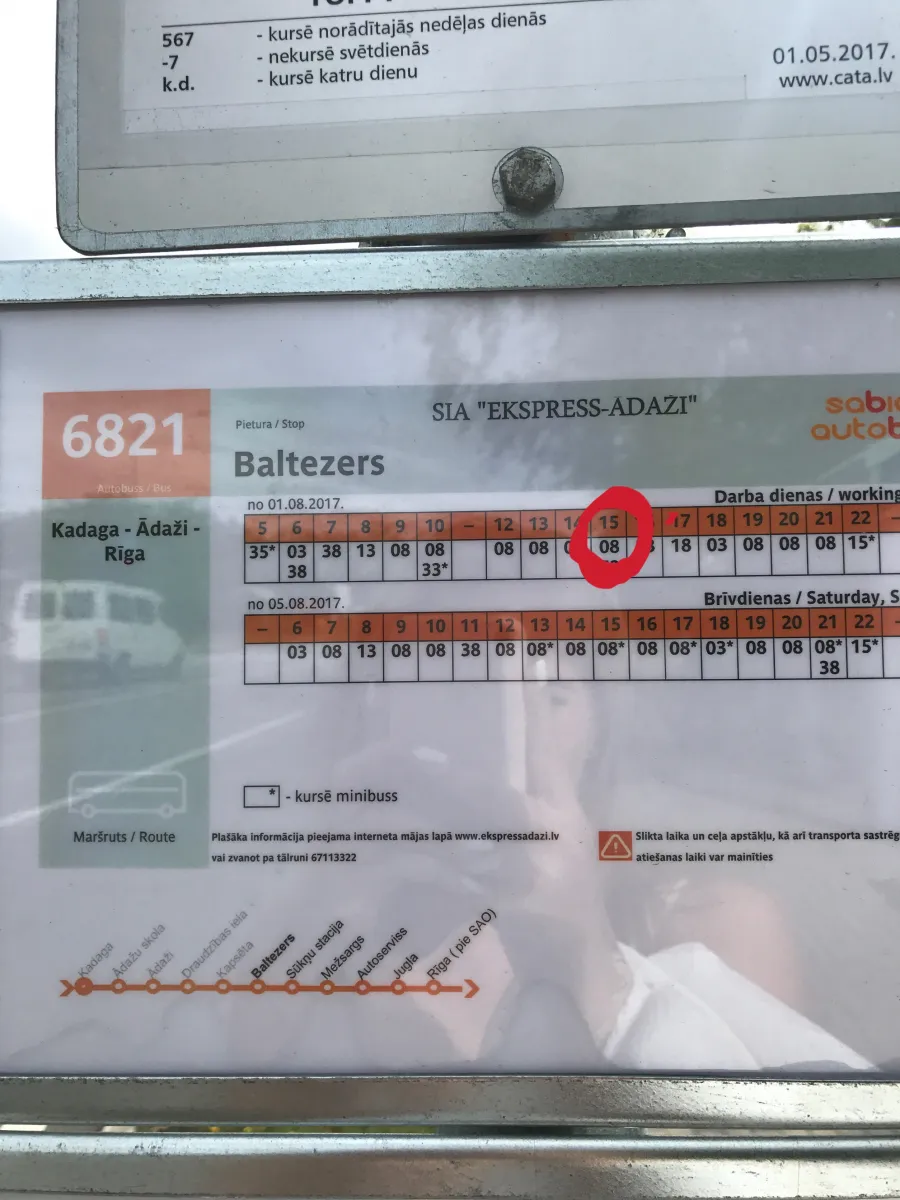 567 - kursē norādītajās nedēļas dienās
-7 - nekursē svētdienās
k.d. - kursē katru dienu
01.05.2017.
www.cata.lv
6821
Autobuss / Bus
Pietura / Stop
SIA "EKSPRESS-ADAŽI"
Baltezers
Kadaga - Ādaži -
Rīga
no 01.08.2017. Darba dienas / working
5 6 7 8 9 10 – 12 13 15 17 18 19 20 21 22 –
35* 03 38 13 08 08 08 08 08 18 03 08 08 08 15*
38 33*
no 05.08.2017. Brīvdienas / Saturday, S
– 6 7 8 9 10 11 12 13 14 15 16 17 18 19 20 21 22 –
03 08 13 08 08 38 08 08* 08 08* 08 08* 03* 08 08 08* 15*
38
* - kursē minibuss
Maršruts / Route
Plašāka informācija pieejama interneta mājas lapā www.ekspressadazi.lv
vai zvanot pa tālruni 67113322
Slikta laika un ceļa apstākļu, kā arī transporta sastrēg
atiešanas laiki var mainīties
Kadaga
Ādažu skola
Ādaži
Draudzības iela
Kapsēta
Baltezers
Sūkņu stacija
Mežsargs
Autoserviss
Jugla
Rīga ( pie SAO)